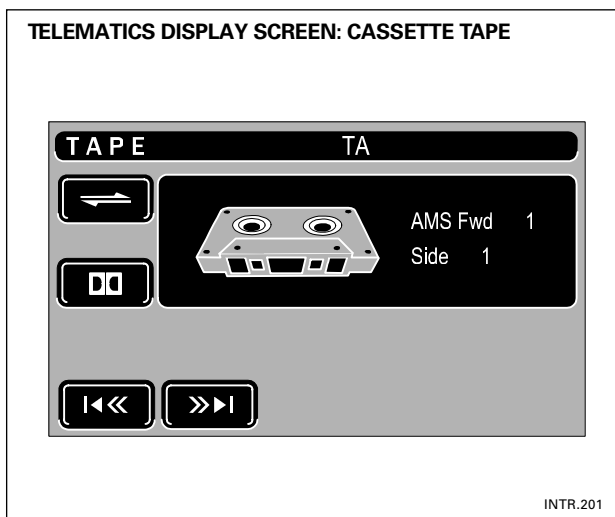 TELEMATICS DISPLAY SCREEN: CASSETTE TAPE
TAPE TA
AMS Fwd 1
Side 1
INTR.201